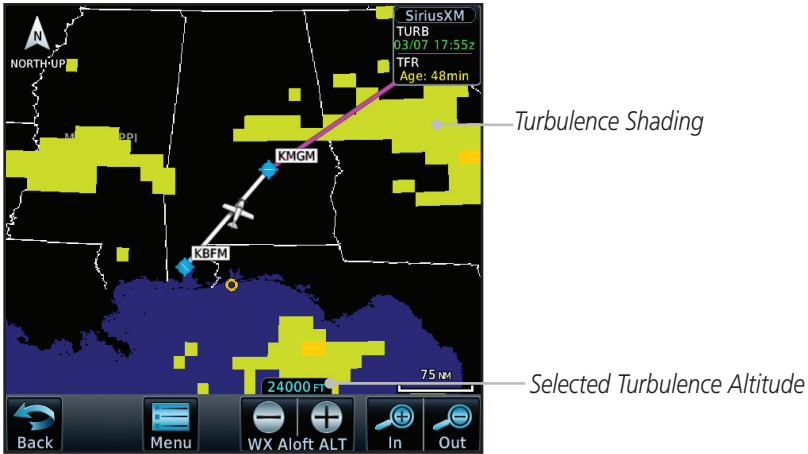 SiriusXM
TURB
03/07 17:55z
TFR
Age: 48min
N
NORTH UP
Turbulence Shading
KMGM
KBFM
75 NM
24000 FT
Selected Turbulence Altitude
Back
Menu
WX Aloft ALT
In
Out